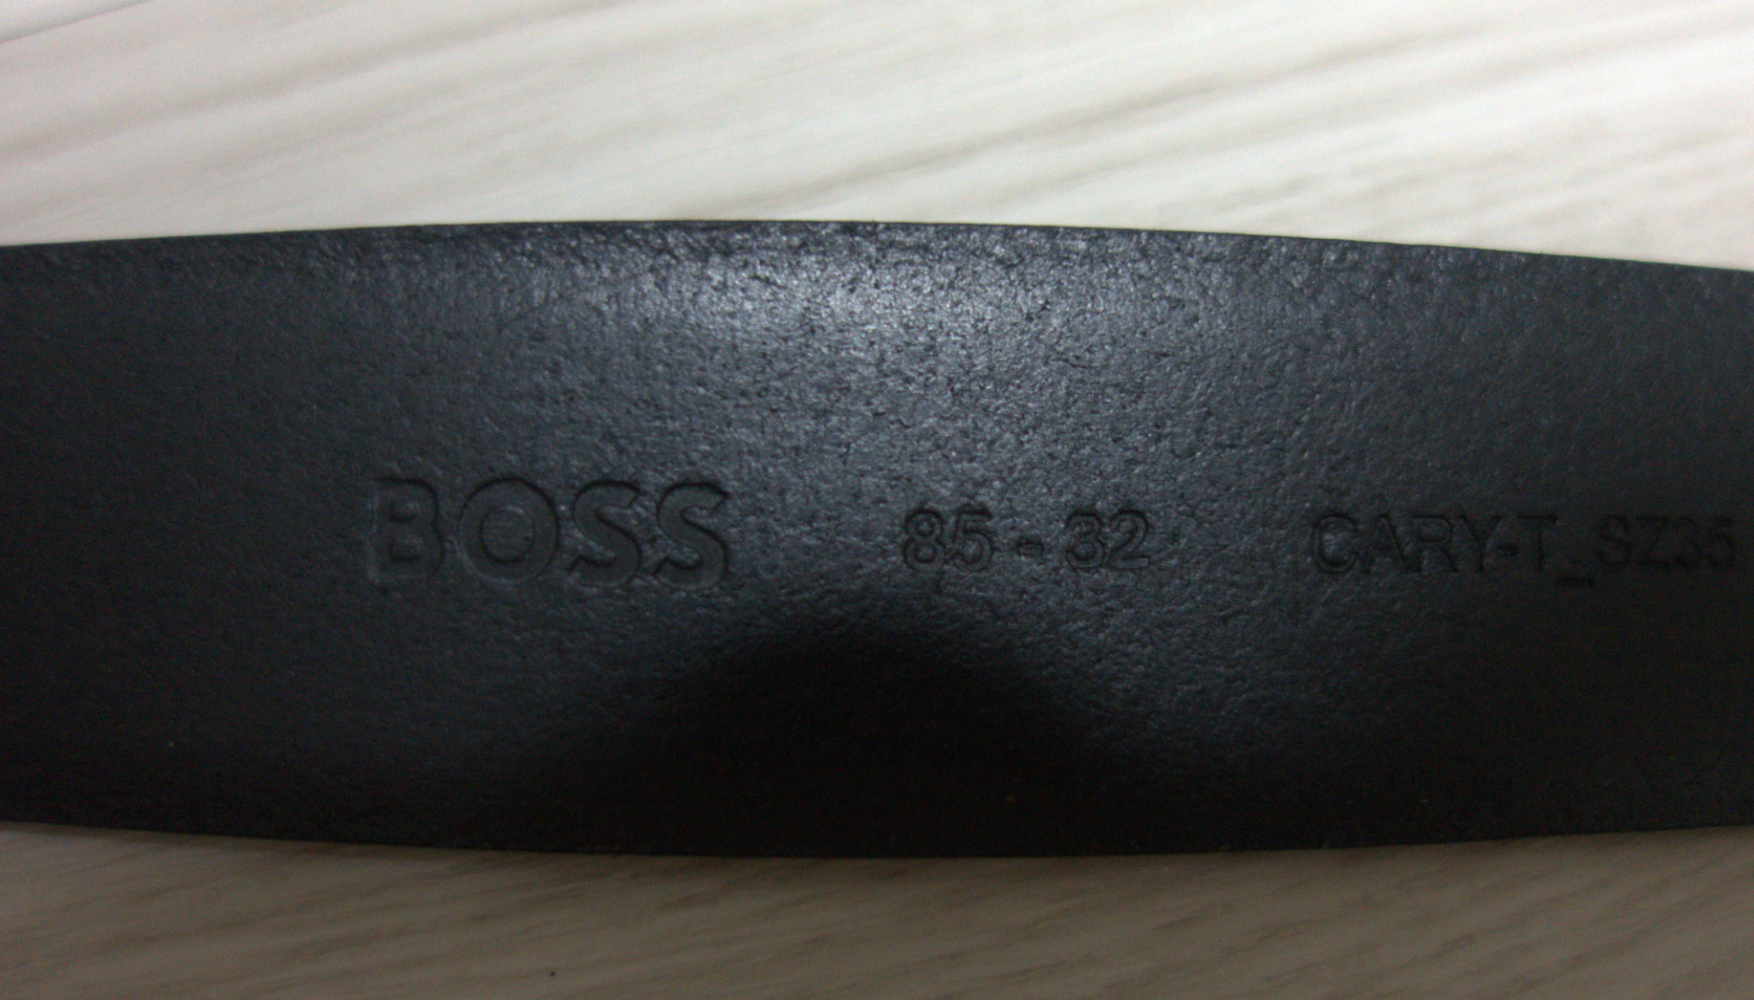 BOSS 85 - 32 CARY-T_SZ35